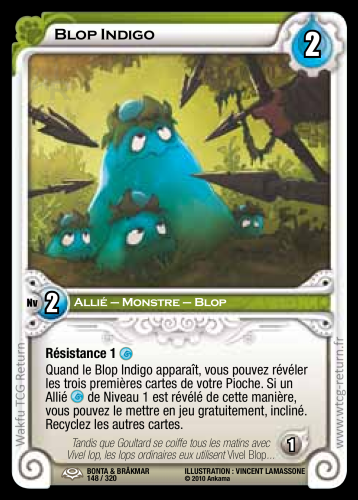 BLOP INDIGO
2
Nv 2
ALLIÉ – MONSTRE – BLOP
Résistance 1
Quand le Blop Indigo apparaît, vous pouvez révéler
les trois premières cartes de votre Pioche. Si un
Allié de Niveau 1 est révélé de cette manière,
vous pouvez le mettre en jeu gratuitement, incliné.
Recyclez les autres cartes.
Tandis que Goultard se coiffe tous les matins avec
Vivel lop, les lops ordinaires eux utilisent Vivel Blop...
1
BONTA & BRÂKMAR
148 / 320
ILLUSTRATION : VINCENT LAMASSONE
© 2010 Ankama
Wakfu TCG Return
www.wtcg-return.fr